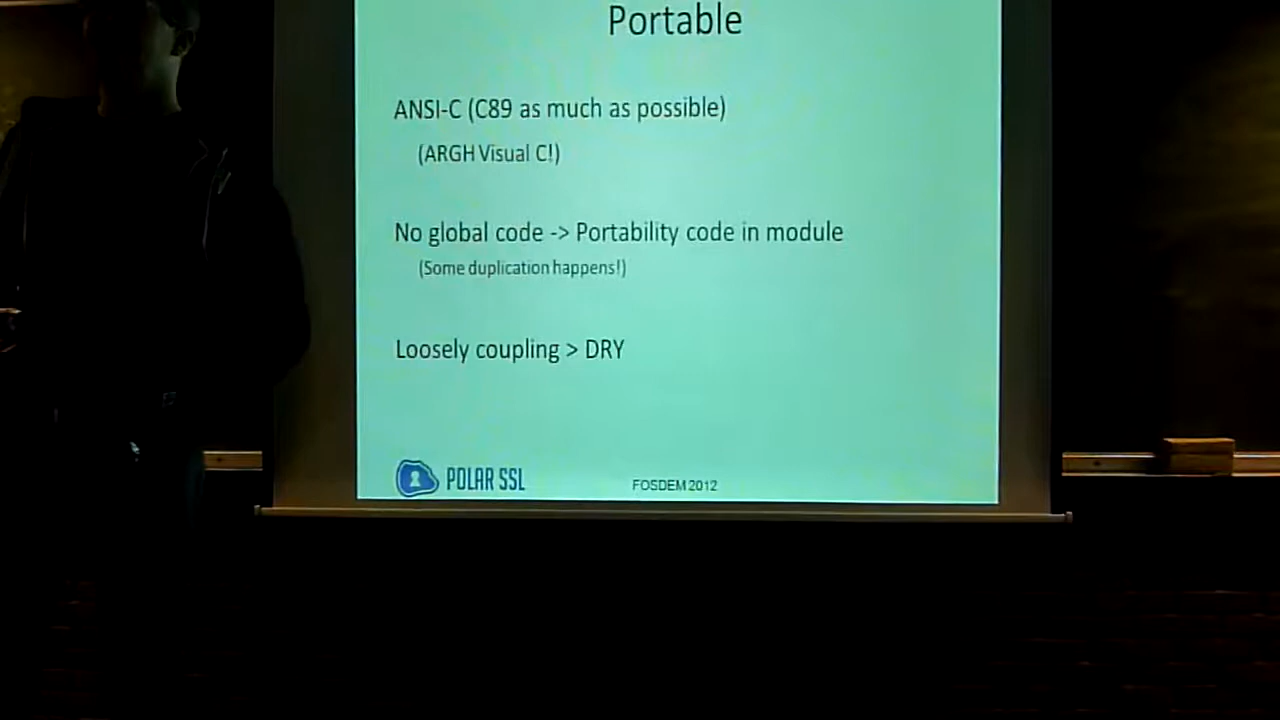 Portable
ANSI-C (C89 as much as possible)
(ARGH Visual C!)
No global code -> Portability code in module
(Some duplication happens!)
Loosely coupling > DRY
POLAR SSL
FOSDEM 2012